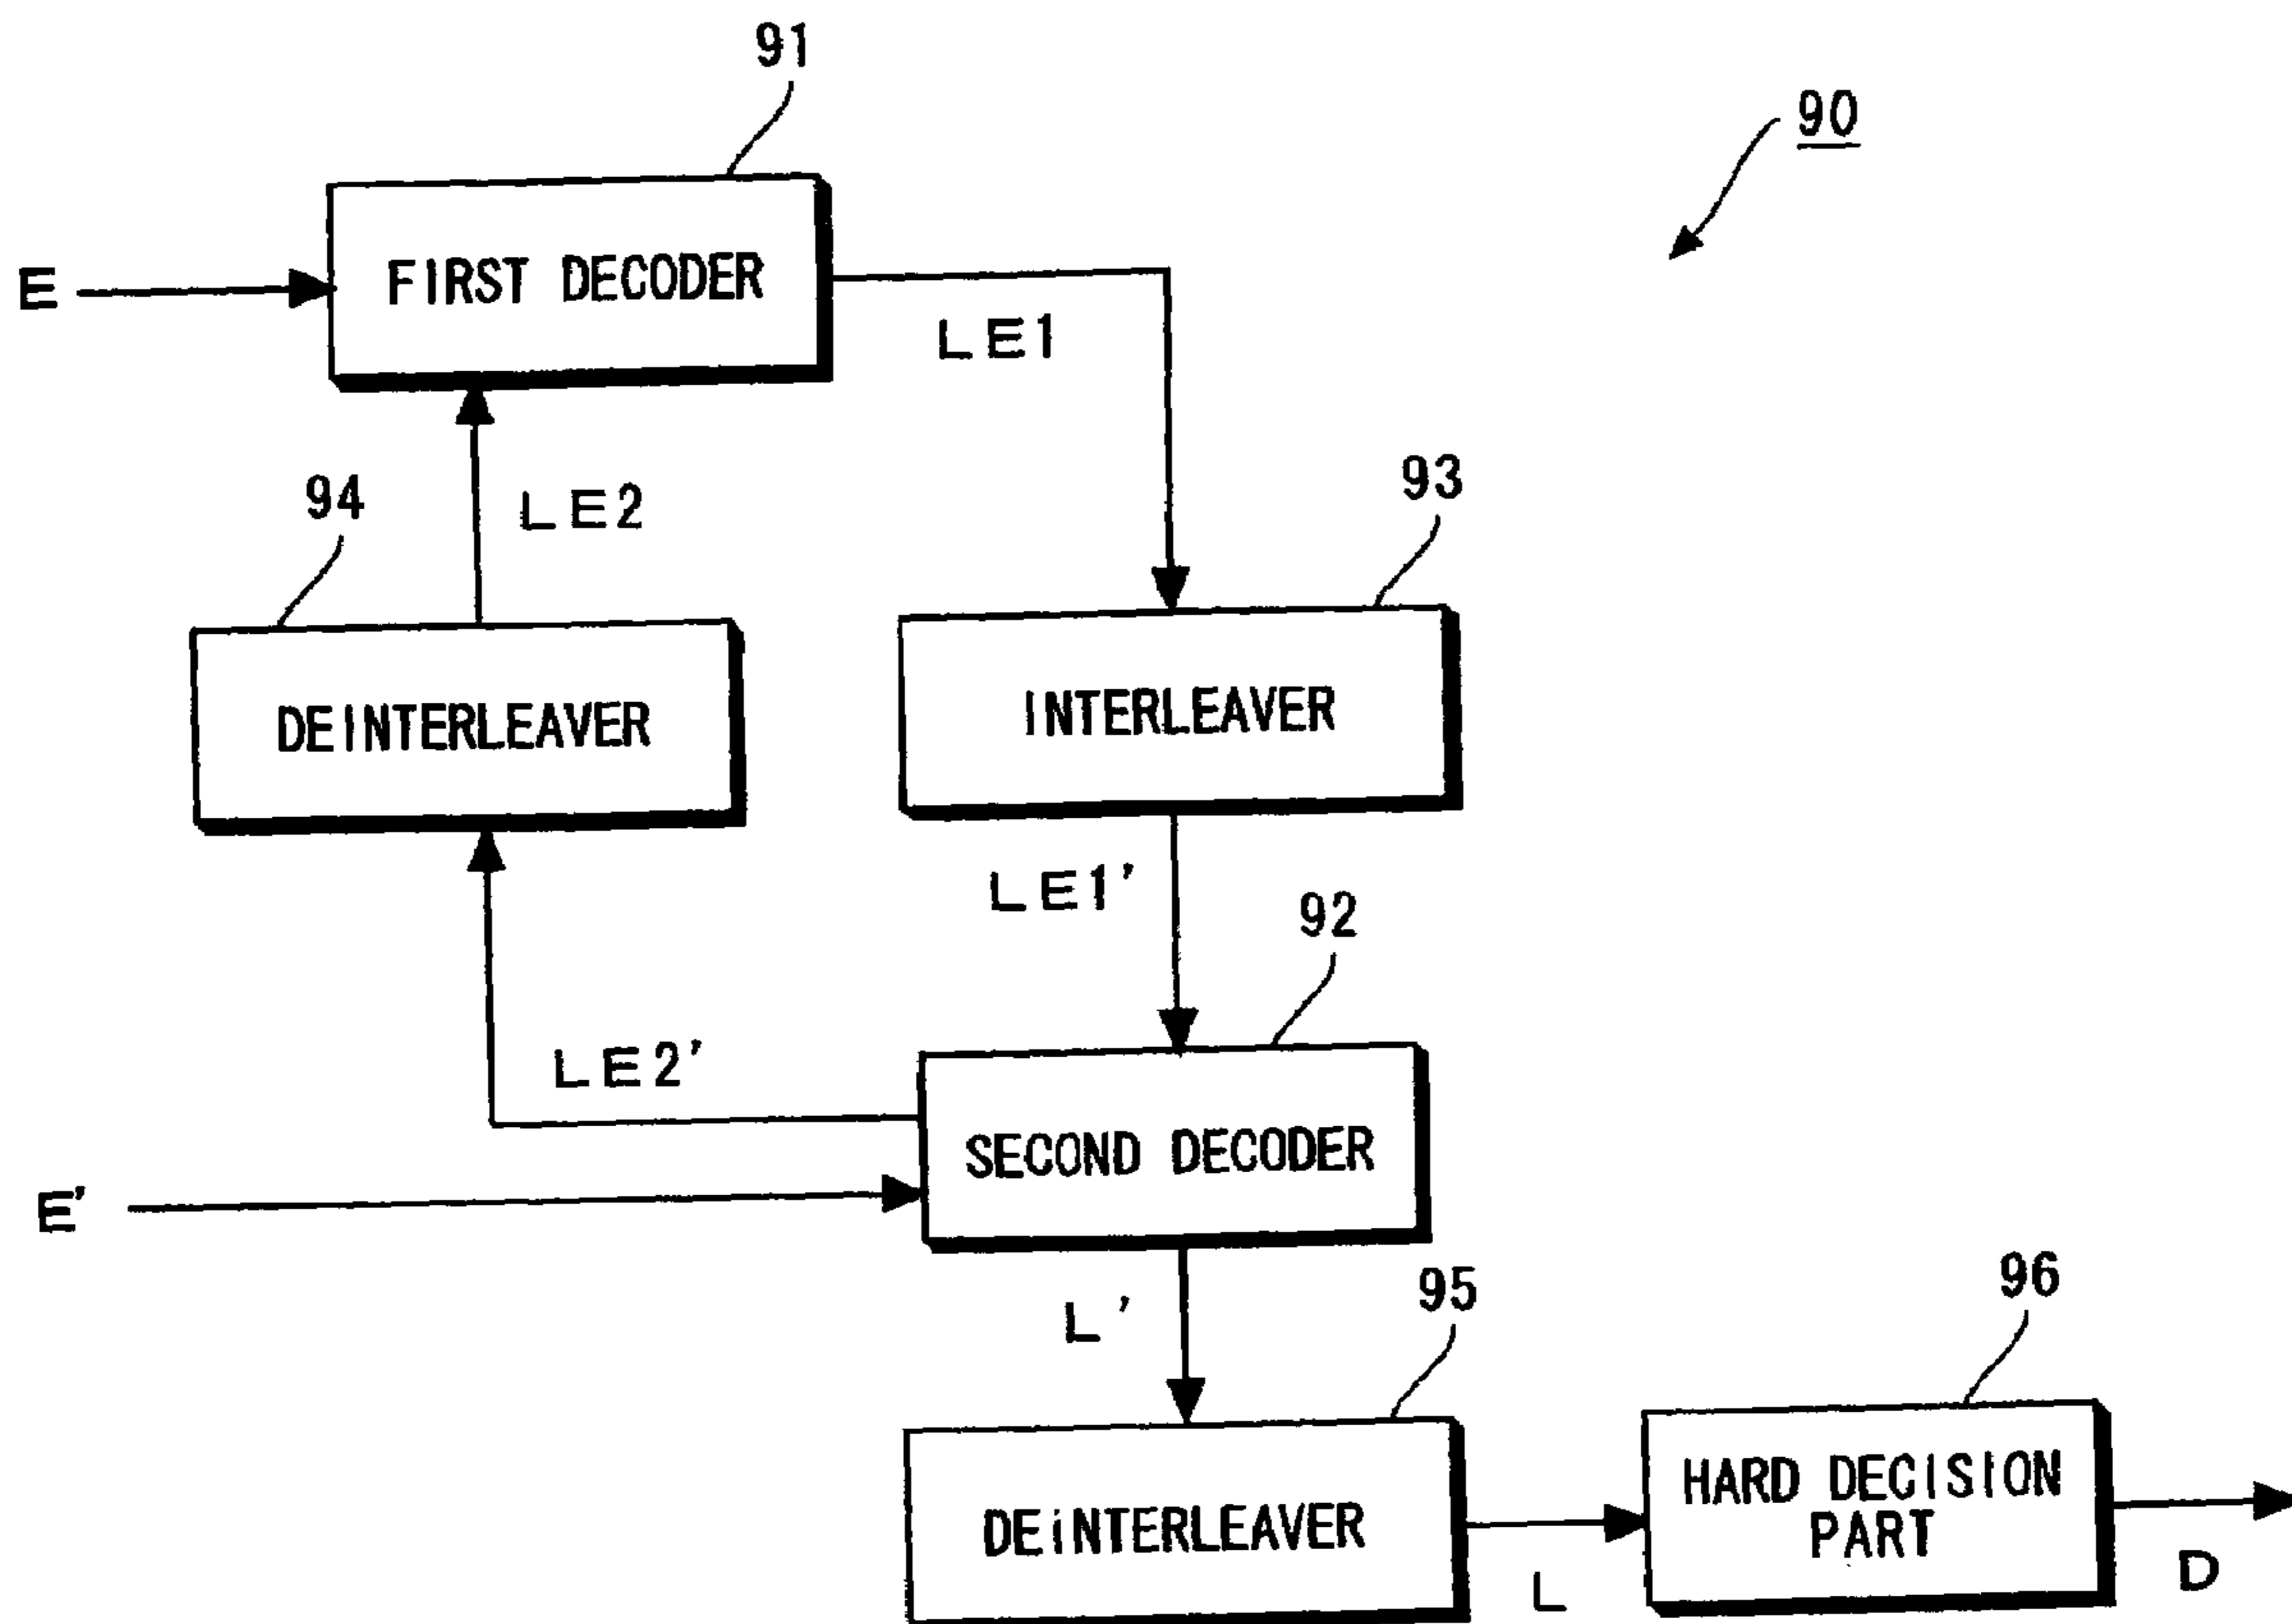 91
90
E
FIRST DECODER
LE1
94
LE2
93
DEINTERLEAVER
INTERLEAVER
LE1'
92
LE2'
SECOND DECODER
E'
L'
95
96
DEiNTERLEAVER
HARD DECISION
PART
L
D